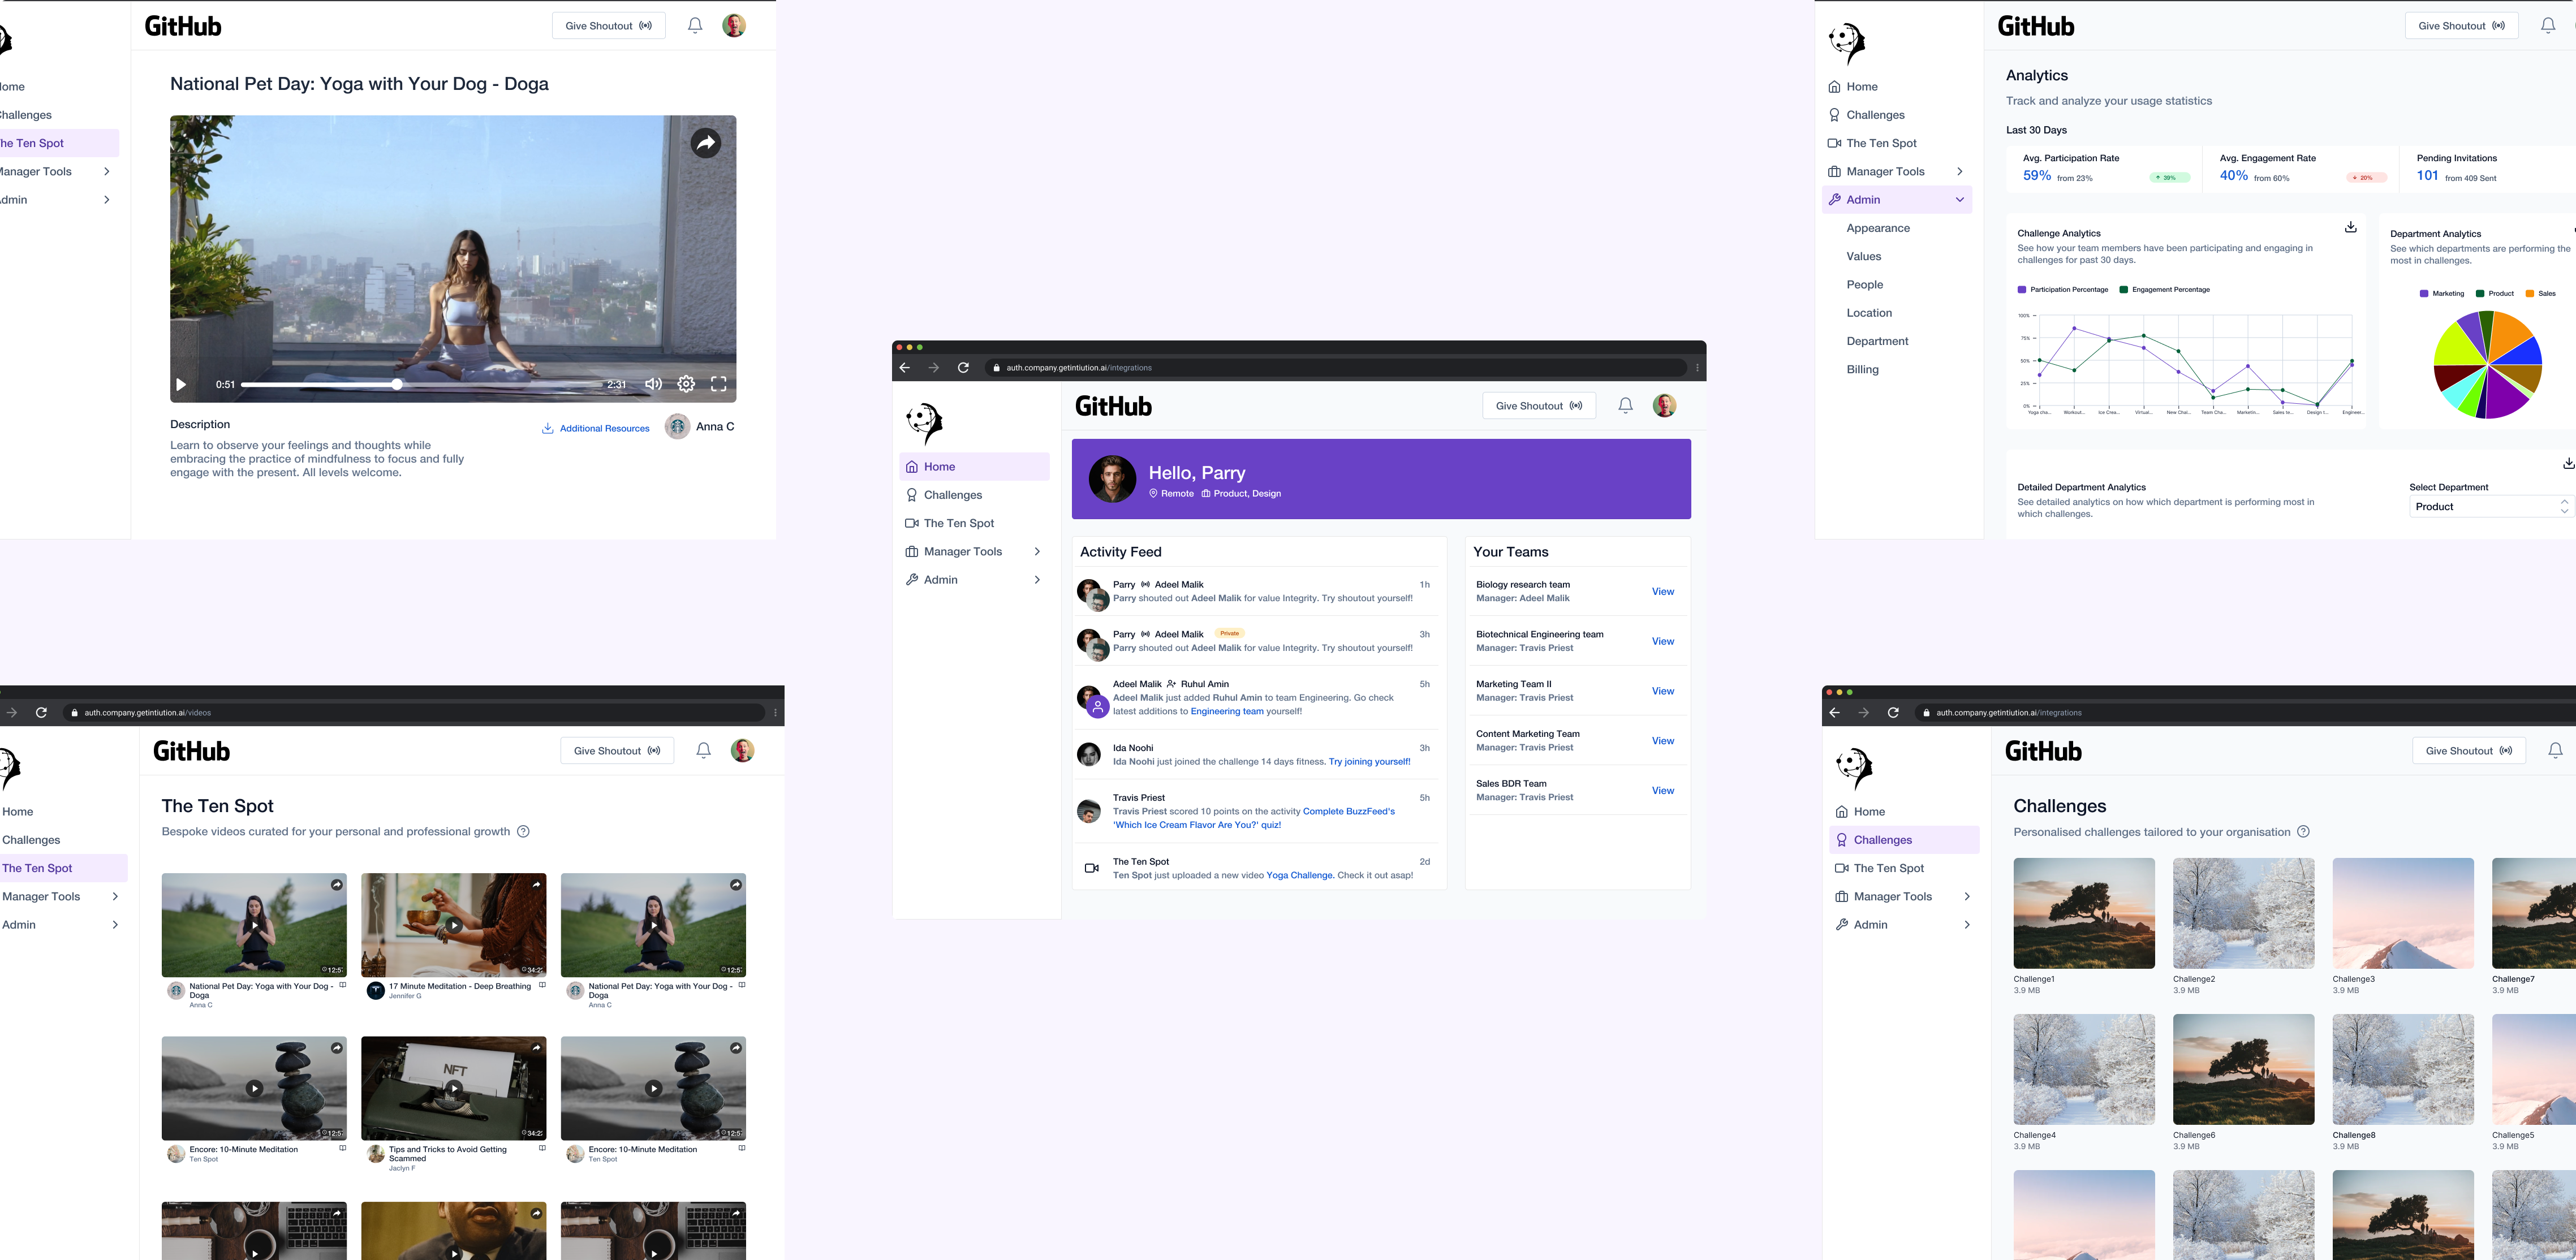 GitHub
Give Shoutout
National Pet Day: Yoga with Your Dog - Doga
Home
Challenges
The Ten Spot
Manager Tools
Admin
0:51
2:31
Description
Additional Resources
Anna C
Learn to observe your feelings and thoughts while
embracing the practice of mindfulness to focus and fully
engage with the present. All levels welcome.
auth.company.getintiution.ai/videos
GitHub
Give Shoutout
Home
Challenges
The Ten Spot
Manager Tools
Admin
The Ten Spot
Bespoke videos curated for your personal and professional growth
12:5
34:2
12:5
National Pet Day: Yoga with Your Dog -
Doga
Anna C
17 Minute Meditation - Deep Breathing
Jennifer G
National Pet Day: Yoga with Your Dog -
Doga
Anna C
NFT
12:5
34:2
12:5
Encore: 10-Minute Meditation
Ten Spot
Tips and Tricks to Avoid Getting
Scammed
Jaclyn F
Encore: 10-Minute Meditation
Ten Spot
auth.company.getintiution.ai/integrations
GitHub
Give Shoutout
Home
Challenges
The Ten Spot
Manager Tools
Admin
Hello, Parry
Remote
Product, Design
Activity Feed
Parry Adeel Malik
1h
Parry shouted out Adeel Malik for value Integrity. Try shoutout yourself!
Parry Adeel Malik Private
3h
Parry shouted out Adeel Malik for value Integrity. Try shoutout yourself!
Adeel Malik Ruhul Amin
5h
Adeel Malik just added Ruhul Amin to team Engineering. Go check
latest additions to Engineering team yourself!
Ida Noohi
3h
Ida Noohi just joined the challenge 14 days fitness. Try joining yourself!
Travis Priest
5h
Travis Priest scored 10 points on the activity Complete BuzzFeed's
'Which Ice Cream Flavor Are You?' quiz!
The Ten Spot
2d
Ten Spot just uploaded a new video Yoga Challenge. Check it out asap!
Your Teams
Biology research team
Manager: Adeel Malik
View
Biotechnical Engineering team
Manager: Travis Priest
View
Marketing Team II
Manager: Travis Priest
View
Content Marketing Team
Manager: Travis Priest
View
Sales BDR Team
Manager: Travis Priest
View
GitHub
Give Shoutout
Home
Challenges
The Ten Spot
Manager Tools
Admin
Appearance
Values
People
Location
Department
Billing
Analytics
Track and analyze your usage statistics
Last 30 Days
Avg. Participation Rate
59% from 23%
39%
Avg. Engagement Rate
40% from 60%
20%
Pending Invitations
101 from 409 Sent
Challenge Analytics
See how your team members have been participating and engaging in
challenges for past 30 days.
Participation Percentage
Engagement Percentage
100%
75%
50%
25%
0%
Yoga cha...
Workout...
Ice Crea...
Virtual...
New Chal...
Team Cha...
Marketin...
Sales le...
Design l...
Engineer...
Department Analytics
See which departments are performing the
most in challenges.
Marketing
Product
Sales
Detailed Department Analytics
See detailed analytics on how which department is performing most in
which challenges.
Select Department
Product
auth.company.getintiution.ai/integrations
GitHub
Give Shoutout
Home
Challenges
The Ten Spot
Manager Tools
Admin
Challenges
Personalised challenges tailored to your organisation
Challenge1
3.9 MB
Challenge2
3.9 MB
Challenge3
3.9 MB
Challenge7
3.9 MB
Challenge4
3.9 MB
Challenge6
3.9 MB
Challenge8
3.9 MB
Challenge5
3.9 MB